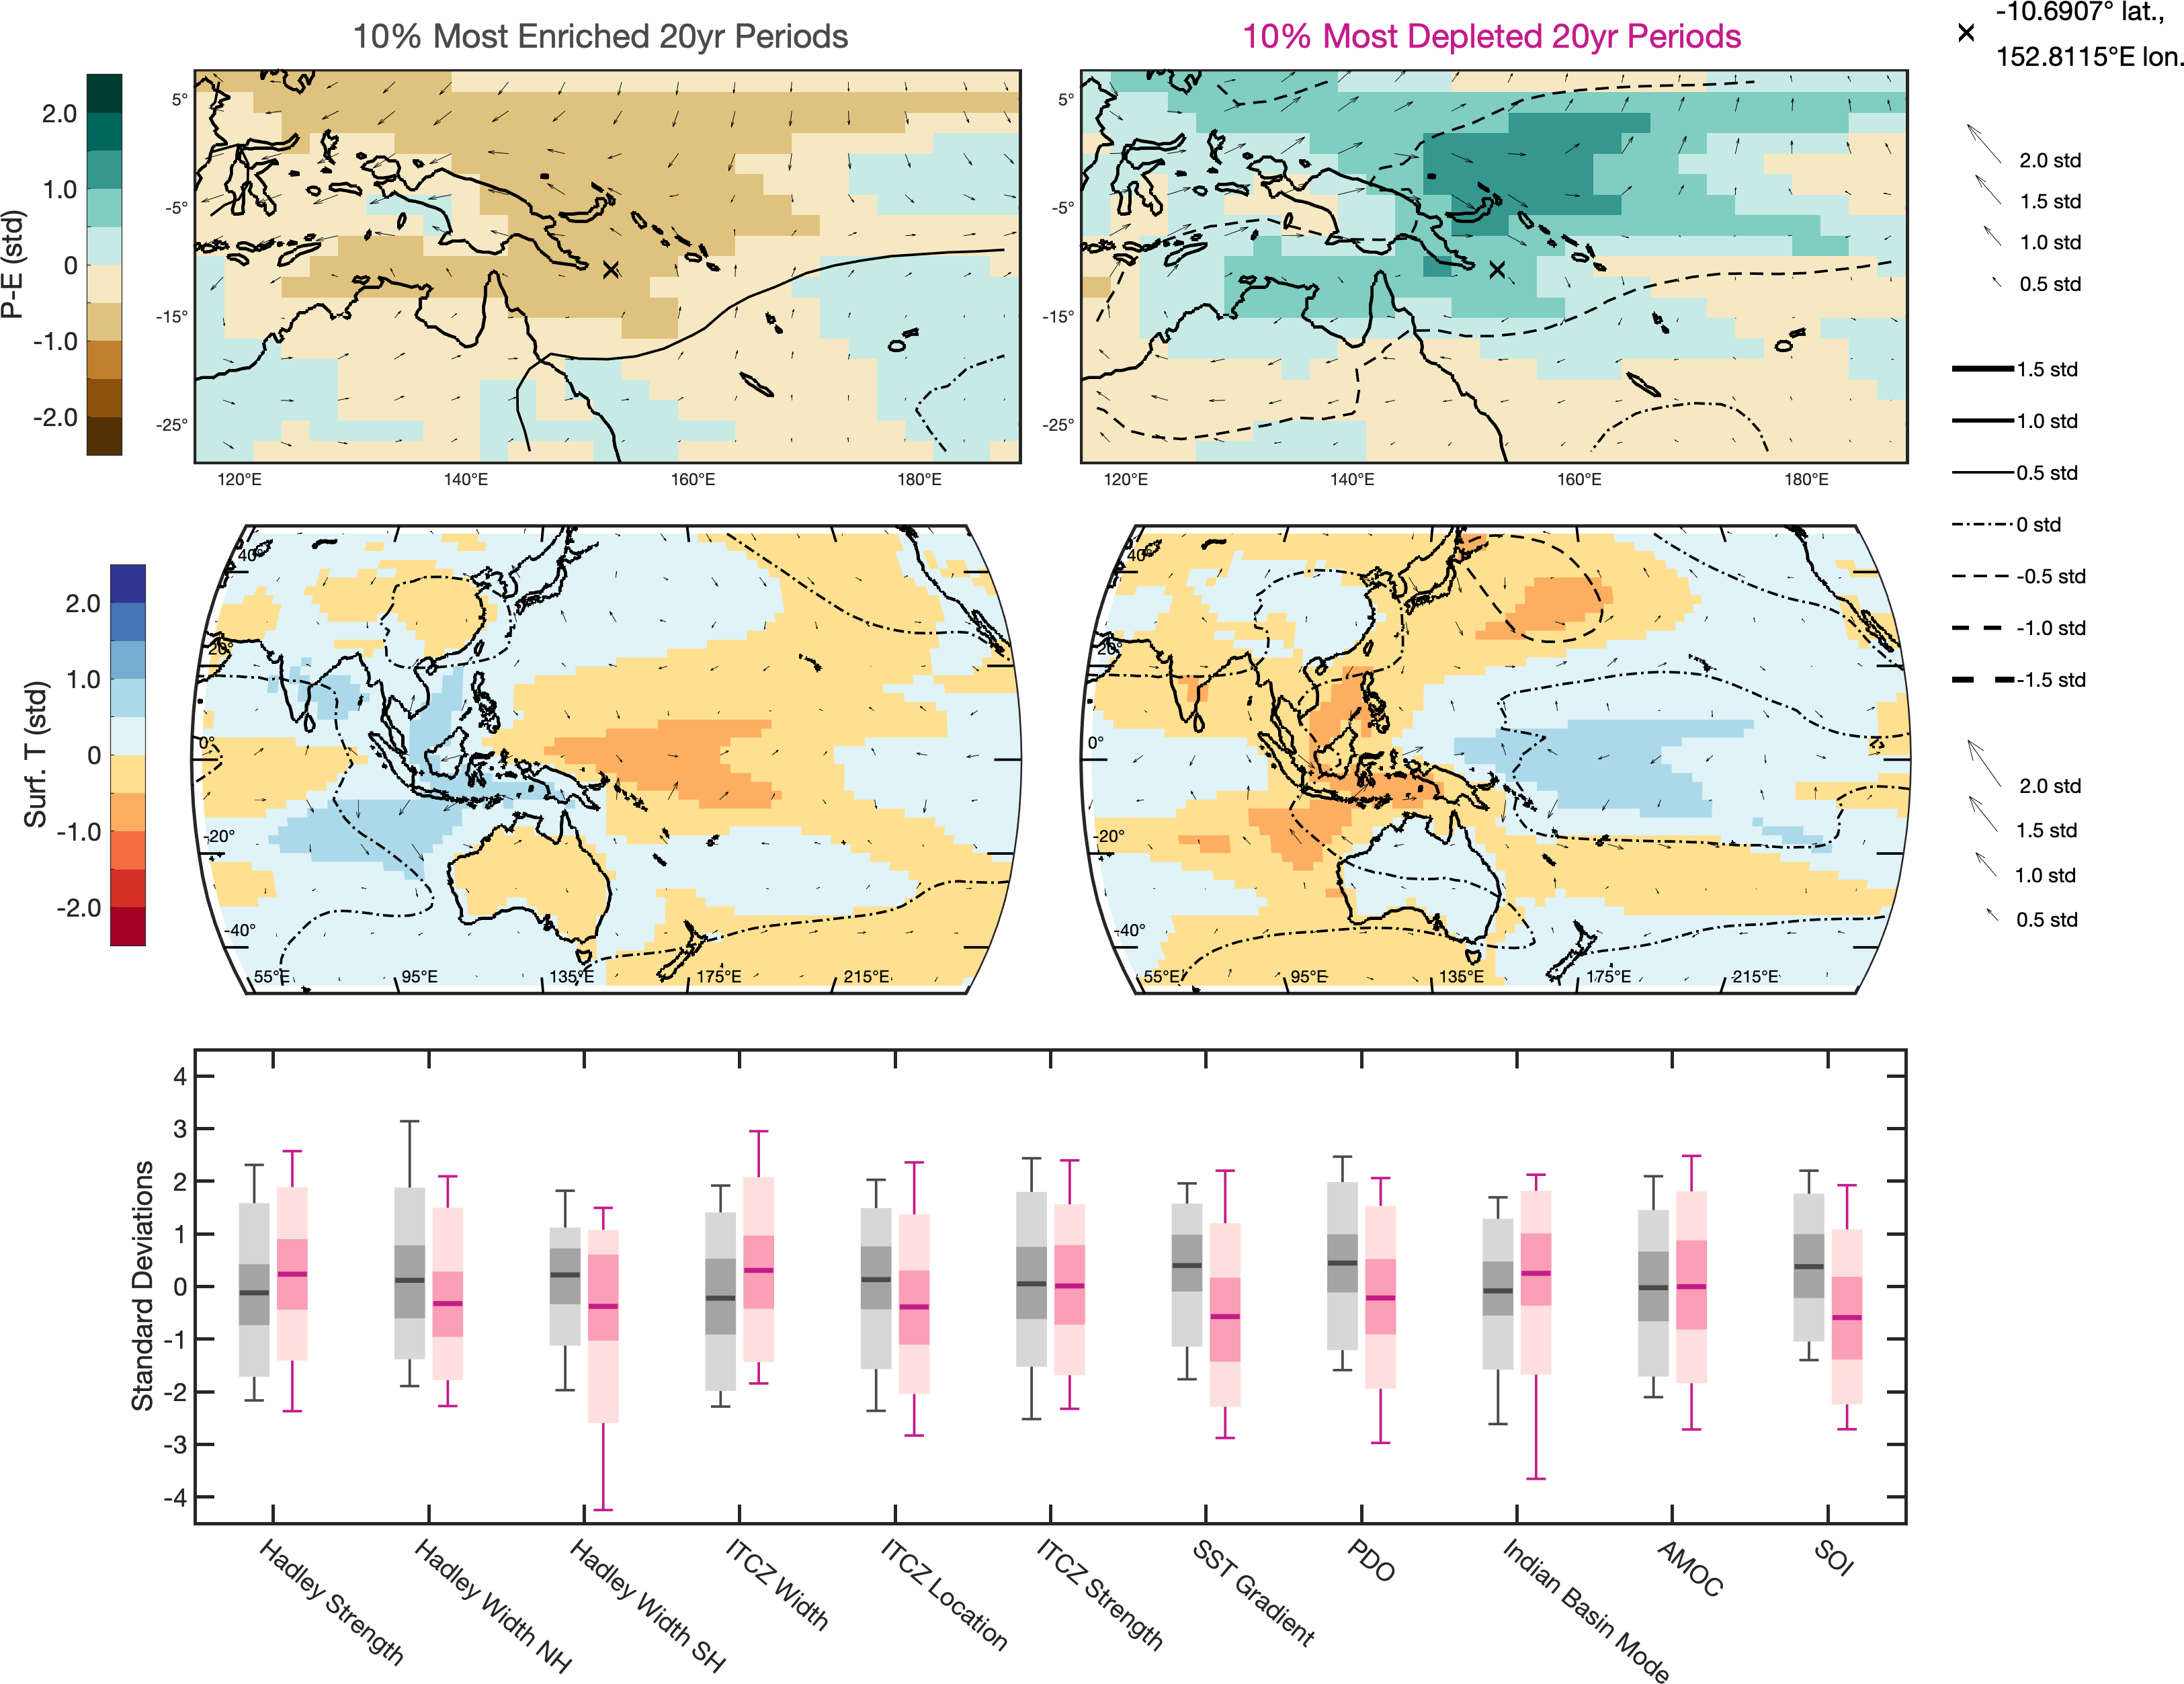 10% Most Enriched 20yr Periods
10% Most Depleted 20yr Periods
-10.6907° lat.,
152.8115°E lon.
P-E (std)
2.0
1.0
0
-1.0
-2.0
5°
-5°
-15°
-25°
120°E
140°E
160°E
180°E
5°
-5°
-15°
-25°
120°E
140°E
160°E
180°E
2.0 std
1.5 std
1.0 std
0.5 std
1.5 std
1.0 std
0.5 std
0 std
-0.5 std
-1.0 std
-1.5 std
Surf. T (std)
2.0
1.0
0
-1.0
-2.0
40°
20°
0°
-20°
-40°
55°E
95°E
135°E
175°E
215°E
40°
20°
0°
-20°
-40°
55°E
95°E
135°E
175°E
215°E
2.0 std
1.5 std
1.0 std
0.5 std
Standard Deviations
4
3
2
1
0
-1
-2
-3
-4
Hadley Strength
Hadley Width NH
Hadley Width SH
ITCZ Width
ITCZ Location
ITCZ Strength
SST Gradient
PDO
Indian Basin Mode
AMOC
SOI